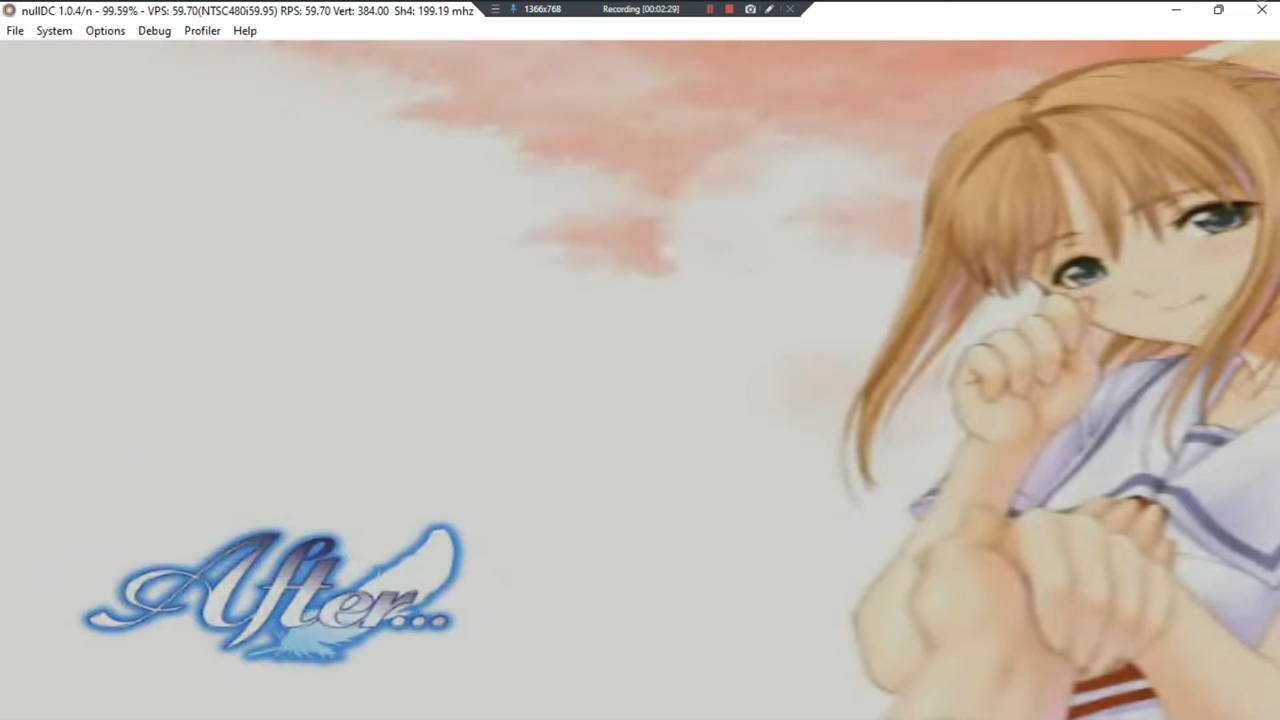 nullDC 1.0.4/n - 99.59% - VPS: 59.70(NTSC480i59.95) RPS: 59.70 Vert: 384.00 Sh4: 199.19 mhz
1366x768
Recording [00:02:29]
File System Options Debug Profiler Help
After...